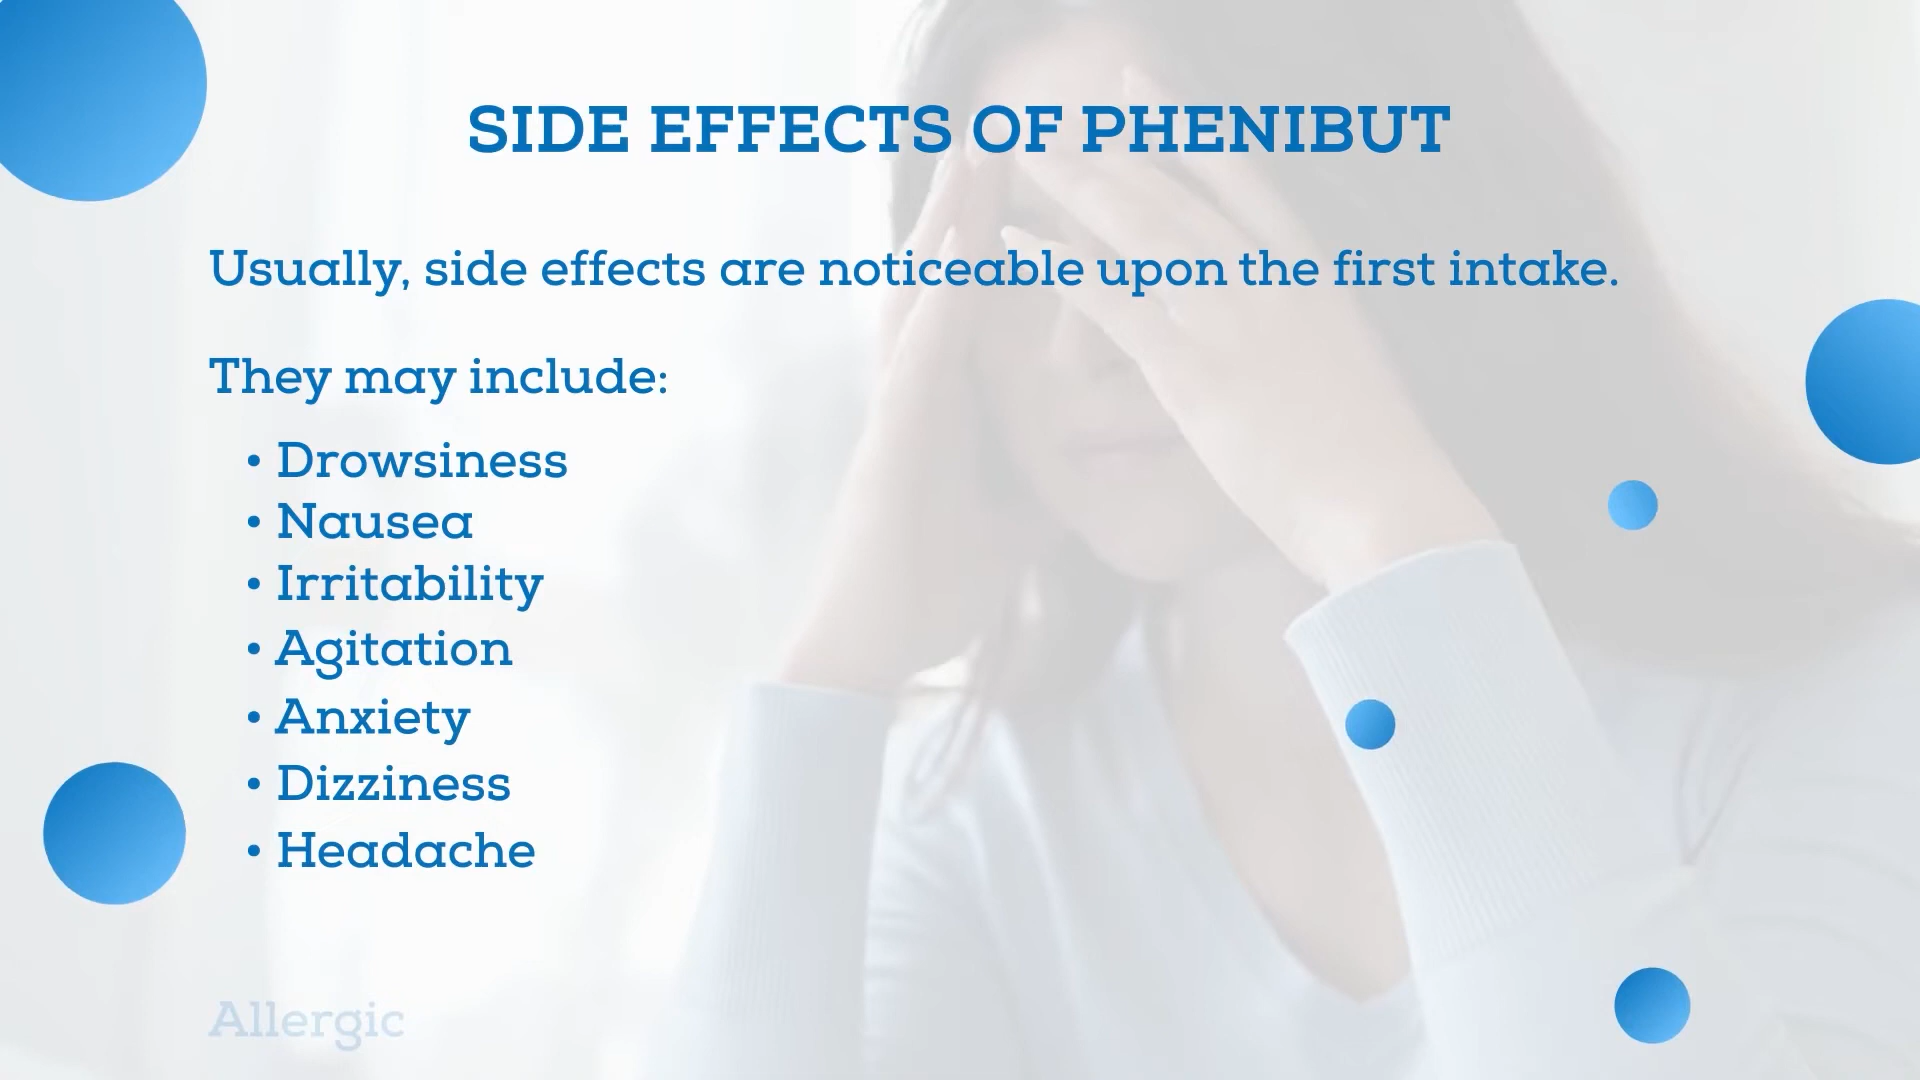 SIDE EFFECTS OF PHENIBUT
Usually, side effects are noticeable upon the first intake.
They may include:
• Drowsiness
• Nausea
• Irritability
• Agitation
• Anxiety
• Dizziness
• Headache
Allergic